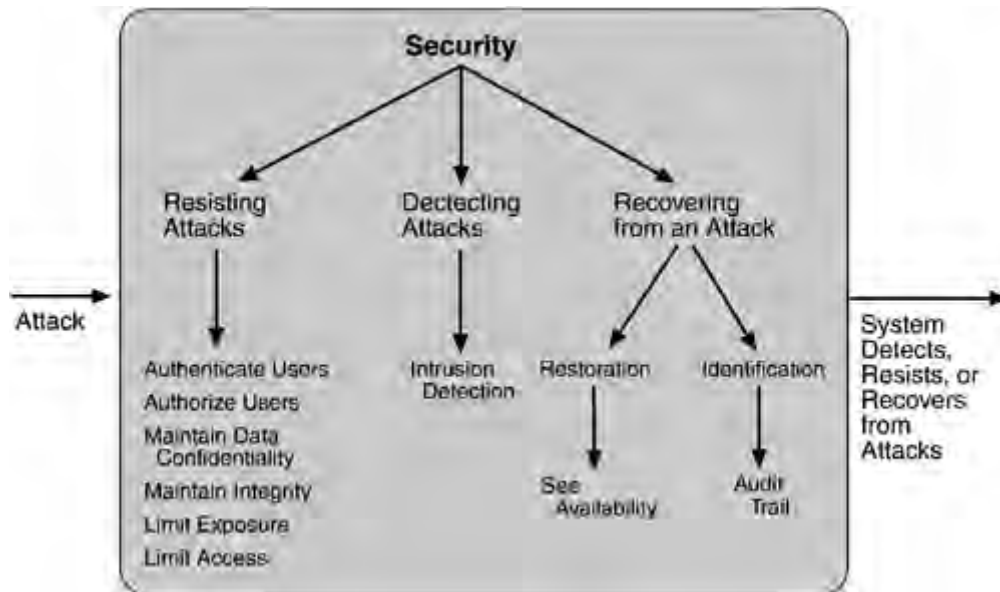 Security
Resisting
Attacks
Dectecting
Attacks
Recovering
from an Attack
Attack
Authenticate Users
Authorize Users
Maintain Data
Confidentiality
Maintain Integrity
Limit Exposure
Limit Access
Intrusion
Detection
Restoration
Identification
See
Availability
Audit
Trail
System
Detects,
Resists, or
Recovers
from
Attacks